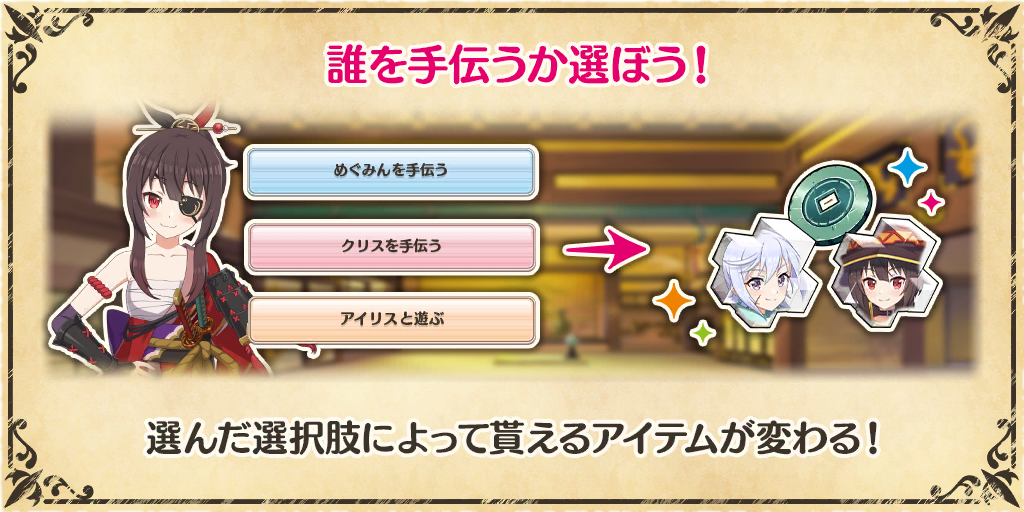 誰を手伝うか選ぼう！
めぐみんを手伝う
クリスを手伝う
アイリスと遊ぶ
選んだ選択肢によって貰えるアイテムが変わる！